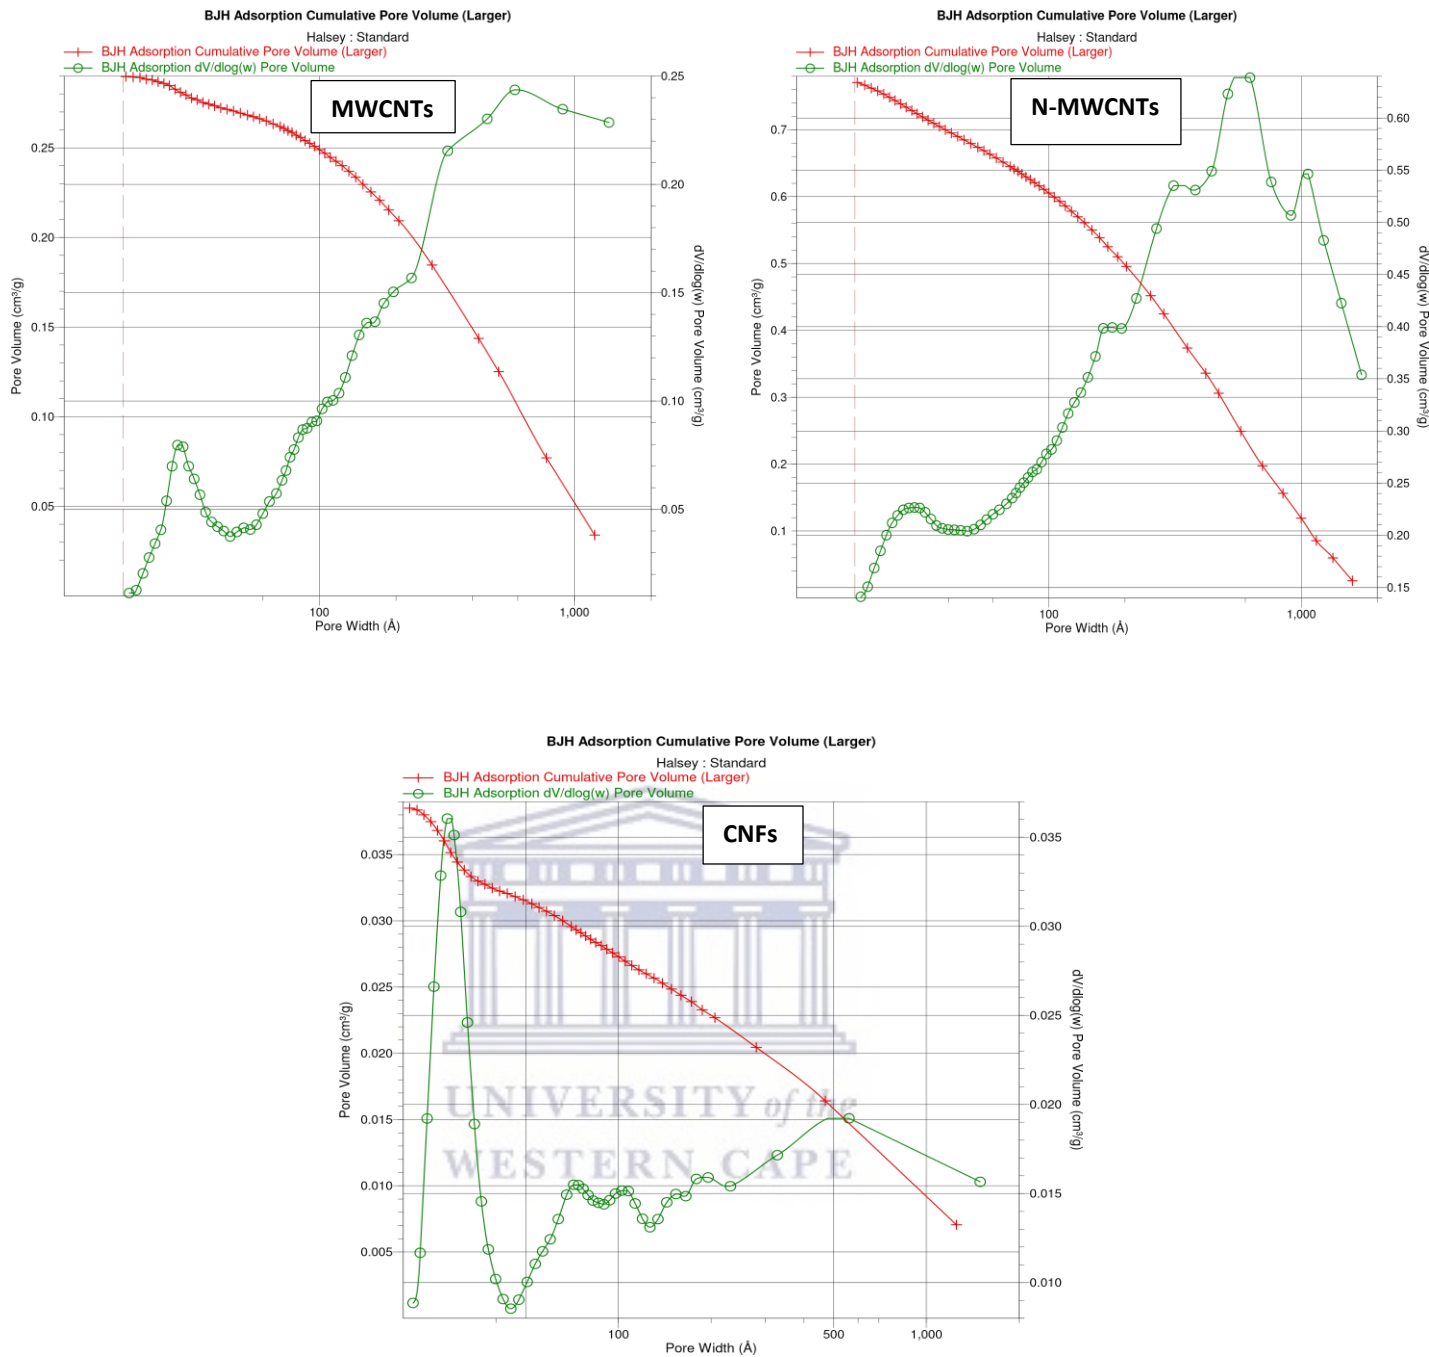 BJH Adsorption Cumulative Pore Volume (Larger)
Halsey : Standard
BJH Adsorption Cumulative Pore Volume (Larger)
BJH Adsorption dV/dlog(w) Pore Volume
MWCNTs
0.25
0.20
0.15
0.10
0.05
Pore Volume (cm³/g)
0.25
0.20
0.15
0.10
0.05
dV/dlog(w) Pore Volume (cm³/g)
100
1,000
Pore Width (Å)
BJH Adsorption Cumulative Pore Volume (Larger)
Halsey : Standard
BJH Adsorption Cumulative Pore Volume (Larger)
BJH Adsorption dV/dlog(w) Pore Volume
N-MWCNTs
0.7
0.6
0.5
0.4
0.3
0.2
0.1
Pore Volume (cm³/g)
0.60
0.55
0.50
0.45
0.40
0.35
0.30
0.25
0.20
0.15
dV/dlog(w) Pore Volume (cm³/g)
100
1,000
Pore Width (Å)
BJH Adsorption Cumulative Pore Volume (Larger)
Halsey : Standard
BJH Adsorption Cumulative Pore Volume (Larger)
BJH Adsorption dV/dlog(w) Pore Volume
CNFs
0.035
0.030
0.025
0.020
0.015
0.010
0.005
Pore Volume (cm³/g)
0.035
0.030
0.025
0.020
0.015
0.010
dV/dlog(w) Pore Volume (cm³/g)
UNIVERSITY of the
WESTERN CAPE
100
500
1,000
Pore Width (Å)